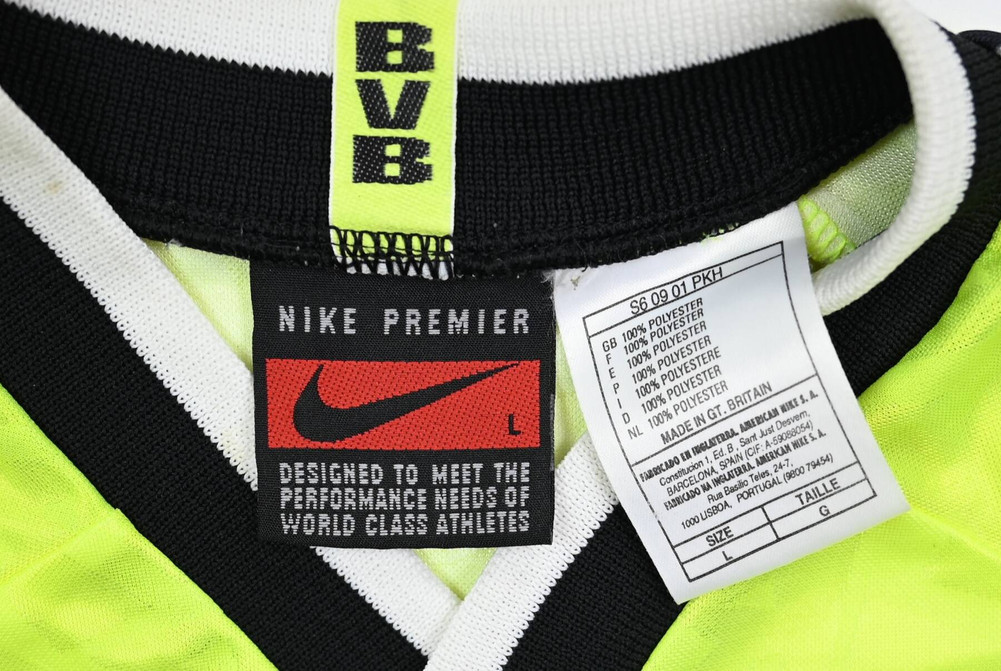 BVB
NIKE PREMIER
L
DESIGNED TO MEET THE
PERFORMANCE NEEDS OF
WORLD CLASS ATHLETES
S6 09 01 PKH
GB 100% POLYESTER
F 100% POLYESTER
E 100% POLYESTER
P 100% POLYESTER
I 100% POLYESTERE
D 100% POLYESTER
NL 100% POLYESTER
MADE IN GT. BRITAIN
FABRICADO EN INGLATERRA. AMERICAN NIKE S. A.
Constitucion 1, Ed. B, Sant Just Desvern,
BARCELONA, SPAIN (CIF: A-59088054)
FABRICADO NA INGLATERRA. AMERICAN NIKE S. A.
Rua Basilio Teles, 24-7,
1000 LISBOA, PORTUGAL (9800 79454)
SIZE TAILLE
L G